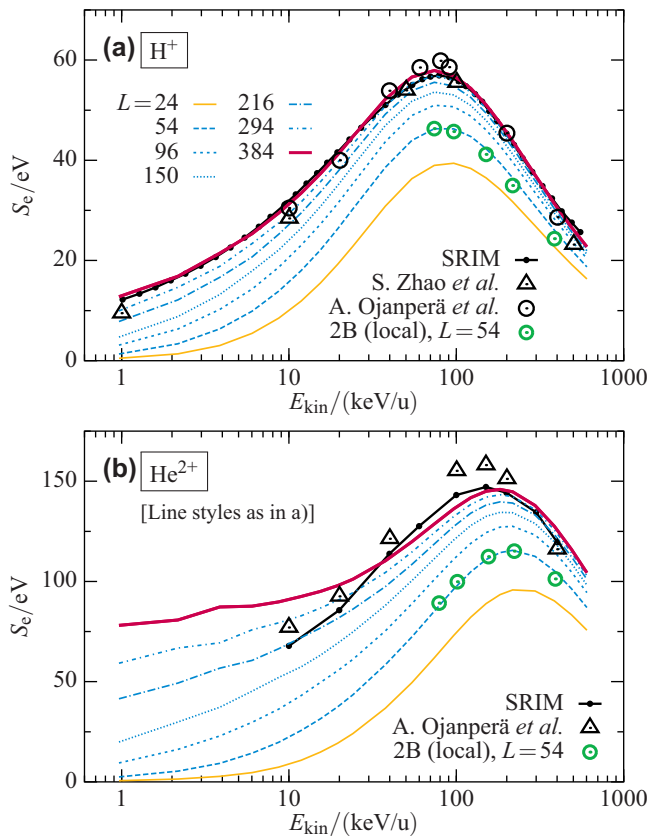 (a) H⁺
Sₑ/eV
60
40
20
0
L=24
54
96
150
216
294
384
SRIM
S. Zhao et al.
A. Ojanperä et al.
2B (local), L=54
1 10 100 1000
Eₖᵢₙ/(keV/u)
(b) He²⁺
[Line styles as in a)]
Sₑ/eV
150
100
75
50
0
SRIM
A. Ojanperä et al.
2B (local), L=54
1 10 100 1000
Eₖᵢₙ/(keV/u)